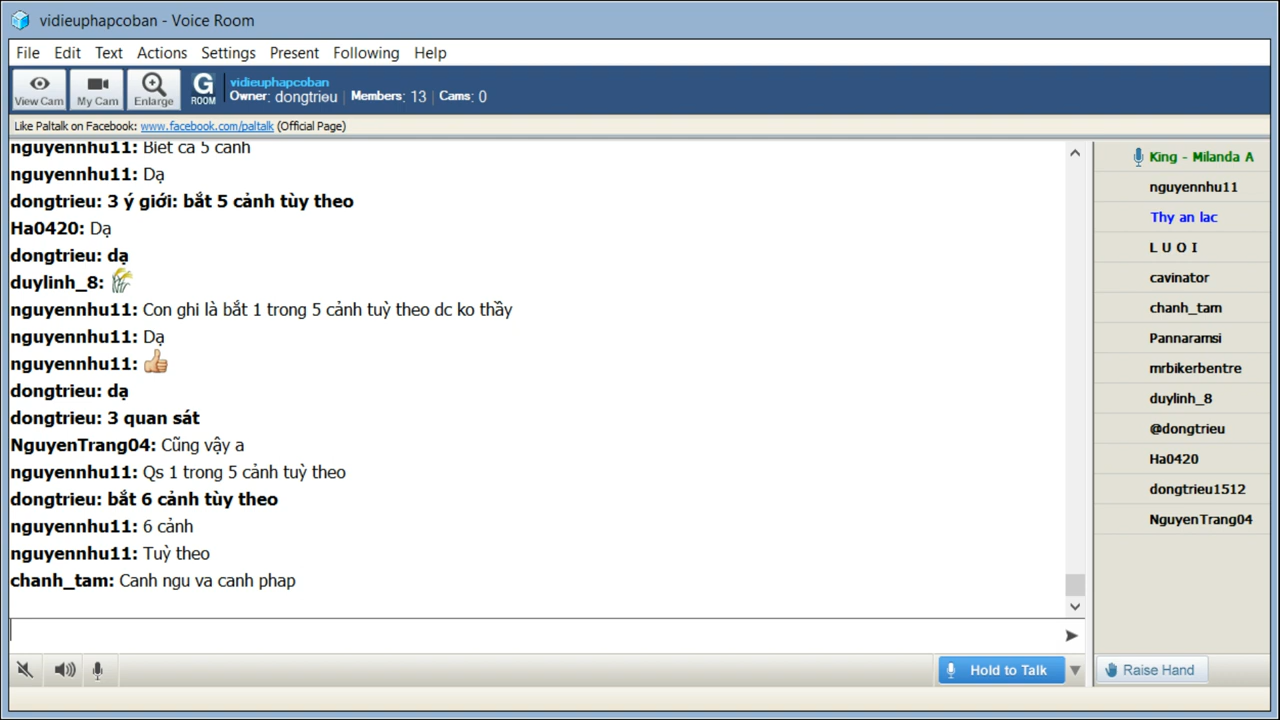 vidieuphapcoban - Voice Room
File Edit Text Actions Settings Present Following Help
View Cam
My Cam
Enlarge
G
ROOM
vidieuphapcoban
Owner: dongtrieu | Members: 13 | Cams: 0
Like Paltalk on Facebook: www.facebook.com/paltalk (Official Page)
nguyennhu11: Biet ca 5 canh
nguyennhu11: Dạ
dongtrieu: 3 ý giới: bắt 5 cảnh tùy theo
Ha0420: Dạ
dongtrieu: dạ
duylinh_8:
nguyennhu11: Con ghi là bắt 1 trong 5 cảnh tuỳ theo dc ko thầy
nguyennhu11: Dạ
nguyennhu11:
dongtrieu: dạ
dongtrieu: 3 quan sát
NguyenTrang04: Cũng vậy a
nguyennhu11: Qs 1 trong 5 cảnh tuỳ theo
dongtrieu: bắt 6 cảnh tùy theo
nguyennhu11: 6 cảnh
nguyennhu11: Tuỳ theo
chanh_tam: Canh ngu va canh phap
King - Milanda A
nguyennhu11
Thy an lac
L U O I
cavinator
chanh_tam
Pannaramsi
mrbikerbentre
duylinh_8
@dongtrieu
Ha0420
dongtrieu1512
NguyenTrang04
Hold to Talk
Raise Hand